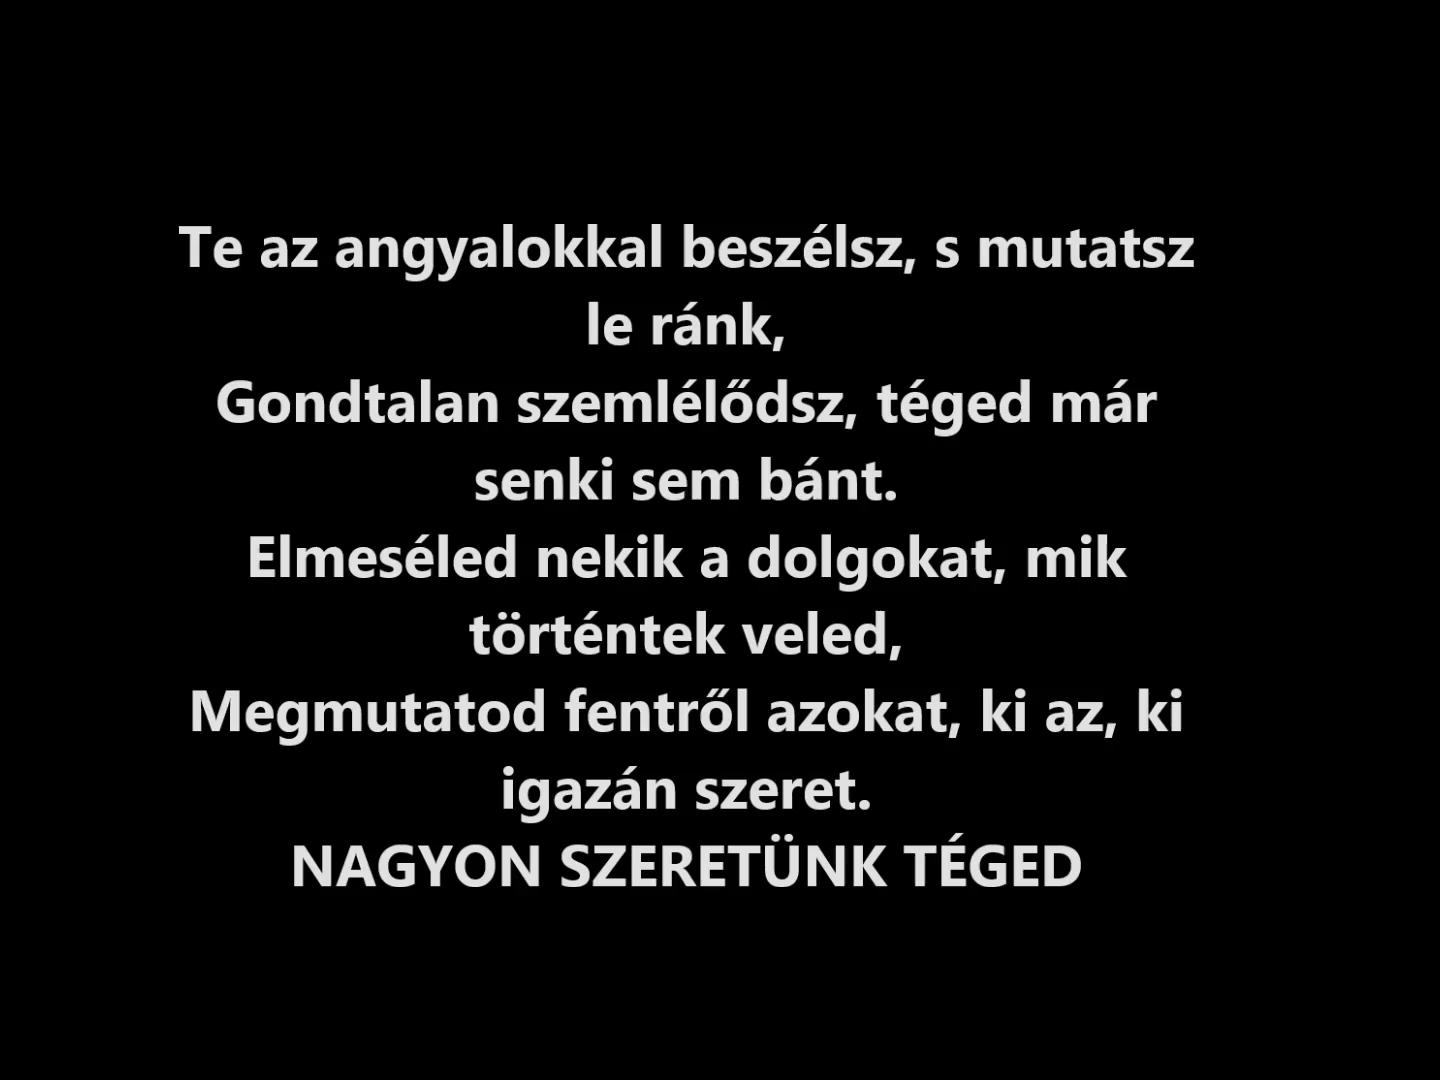 Te az angyalokkal beszélsz, s mutatsz
le ránk,
Gondtalan szemlélődsz, téged már
senki sem bánt.
Elmeséled nekik a dolgokat, mik
történtek veled,
Megmutatod fentről azokat, ki az, ki
igazán szeret.
NAGYON SZERETÜNK TÉGED